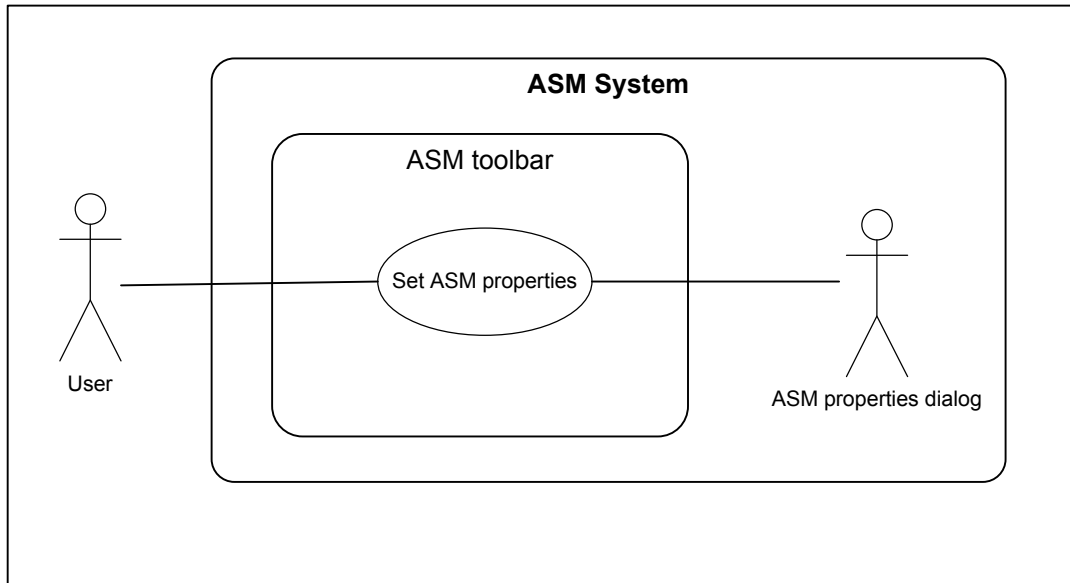 ASM System
ASM toolbar
Set ASM properties
User
ASM properties dialog